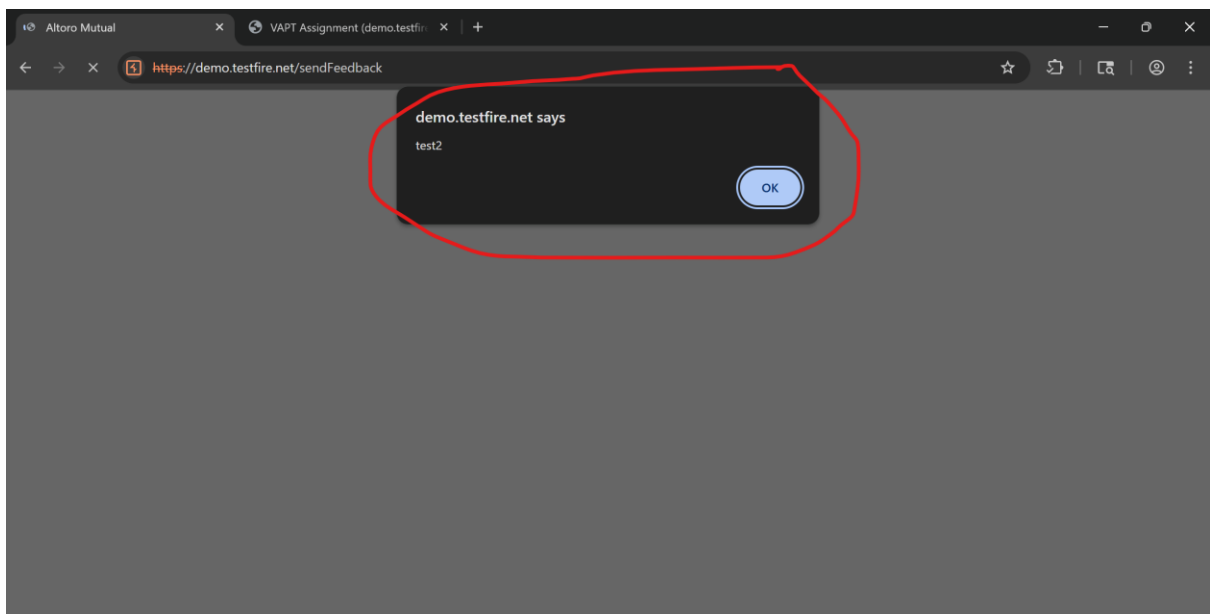 Altoro Mutual
VAPT Assignment (demo.testfir
https://demo.testfire.net/sendFeedback
demo.testfire.net says
test2
OK